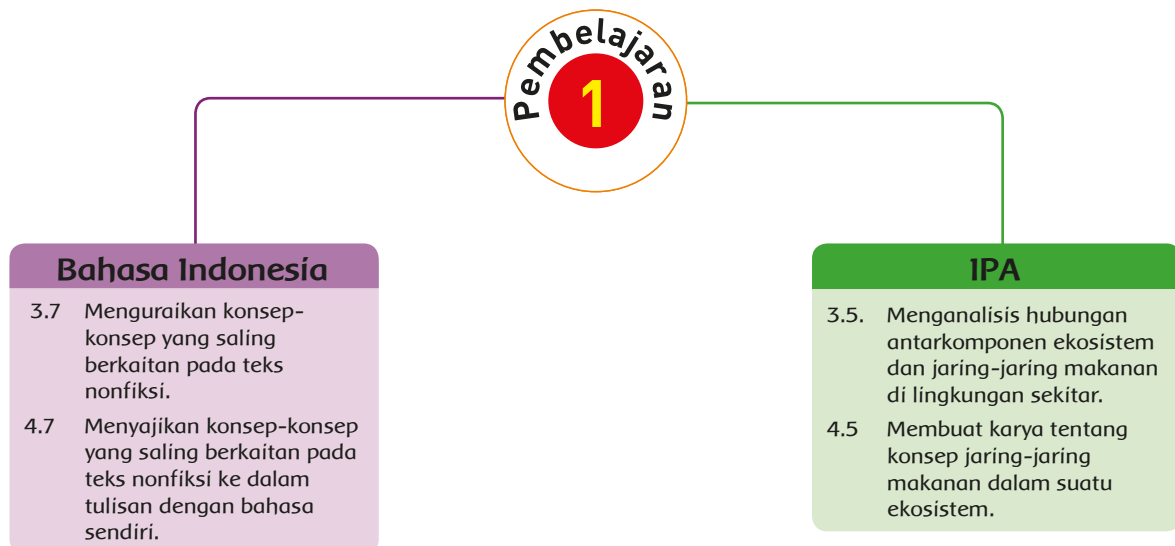 Pembelajaran
1
Bahasa Indonesia
3.7 Menguraikan konsep-
konsep yang saling
berkaitan pada teks
nonfiksi.
4.7 Menyajikan konsep-konsep
yang saling berkaitan pada
teks nonfiksi ke dalam
tulisan dengan bahasa
sendiri.
IPA
3.5. Menganalisis hubungan
antarkomponen ekosistem
dan jaring-jaring makanan
di lingkungan sekitar.
4.5 Membuat karya tentang
konsep jaring-jaring
makanan dalam suatu
ekosistem.